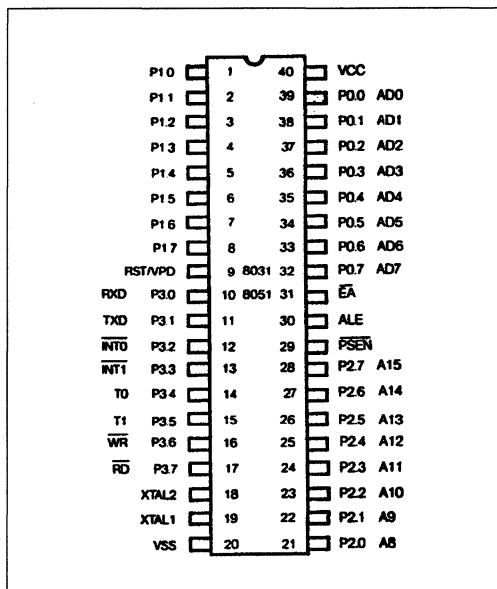 P1 0 1 40 VCC
P1 1 2 39 P0.0 AD0
P1.2 3 38 P0.1 AD1
P1 3 4 37 P0.2 AD2
P1 4 5 36 P0.3 AD3
P1 5 6 35 P0.4 AD4
P1 6 7 34 P0.5 AD5
P1 7 8 33 P0.6 AD6
RST/VPD 9 8031 32 P0.7 AD7
RXD P3.0 10 8051 31 E̅A̅
TXD P3.1 11 30 ALE
I̅N̅T̅0̅ P3.2 12 29 P̅S̅E̅N̅
I̅N̅T̅1̅ P3.3 13 28 P2.7 A15
T0 P3 4 14 27 P2.6 A14
T1 P3.5 15 26 P2.5 A13
W̅R̅ P3.6 16 25 P2.4 A12
R̅D̅ P3.7 17 24 P2.3 A11
XTAL2 18 23 P2.2 A10
XTAL1 19 22 P2.1 A9
VSS 20 21 P2.0 A8